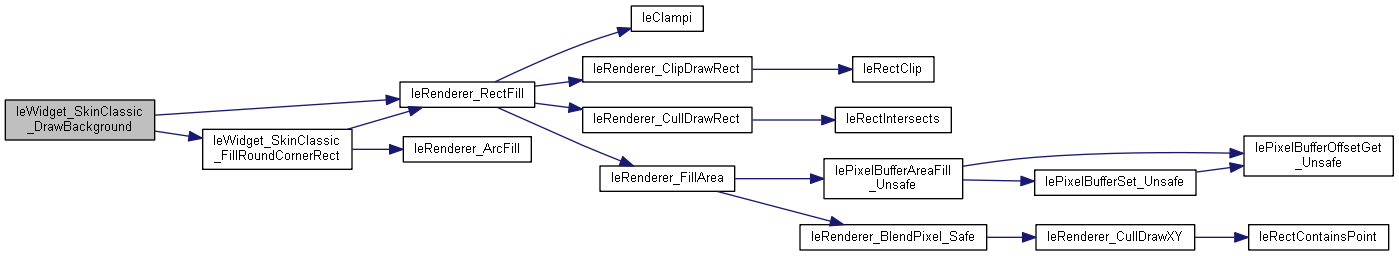 leWidget_SkinClassic
_DrawBackground
leWidget_SkinClassic
_FillRoundCornerRect
leRenderer_RectFill
leRenderer_ArcFill
leClampi
leRenderer_ClipDrawRect
leRenderer_CullDrawRect
leRenderer_FillArea
leRectClip
leRectIntersects
lePixelBufferAreaFill
_Unsafe
leRenderer_BlendPixel_Safe
lePixelBufferSet_Unsafe
leRenderer_CullDrawXY
lePixelBufferOffsetGet
_Unsafe
leRectContainsPoint